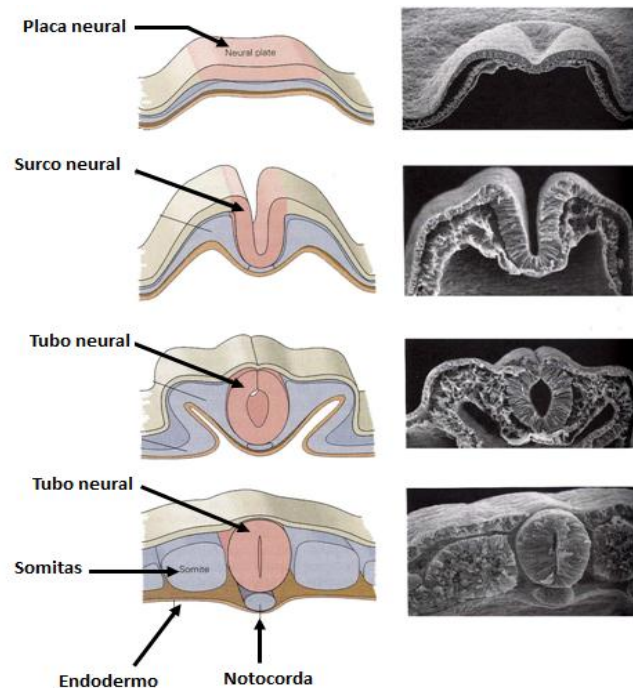 Placa neural
Neural plate
Surco neural
Tubo neural
Tubo neural
Somitas
Somite
Endodermo
Notocorda